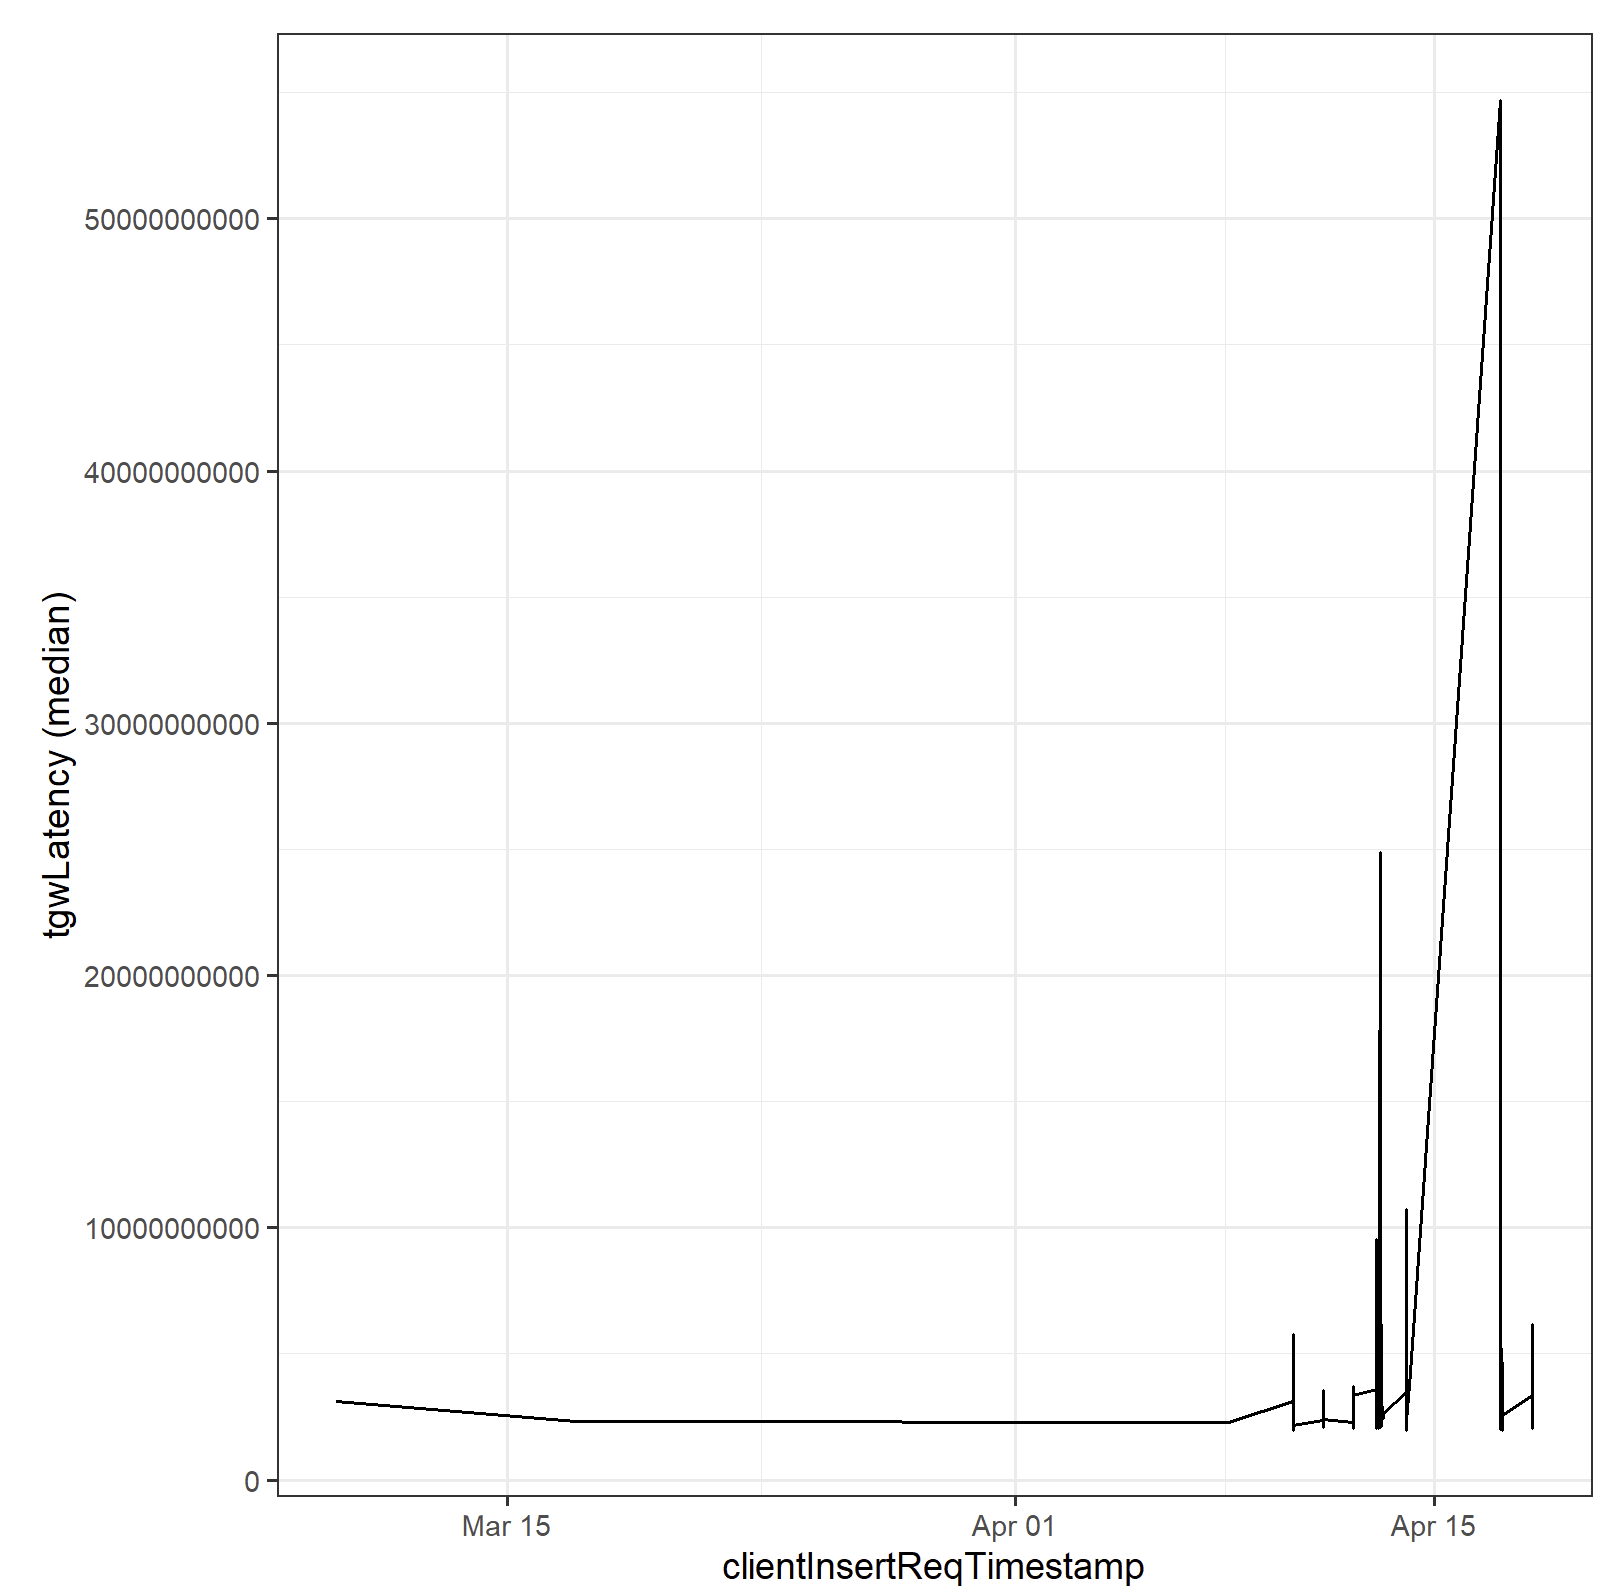 tgwLatency (median)
50000000000
40000000000
30000000000
20000000000
10000000000
0
Mar 15
Apr 01
Apr 15
clientInsertReqTimestamp